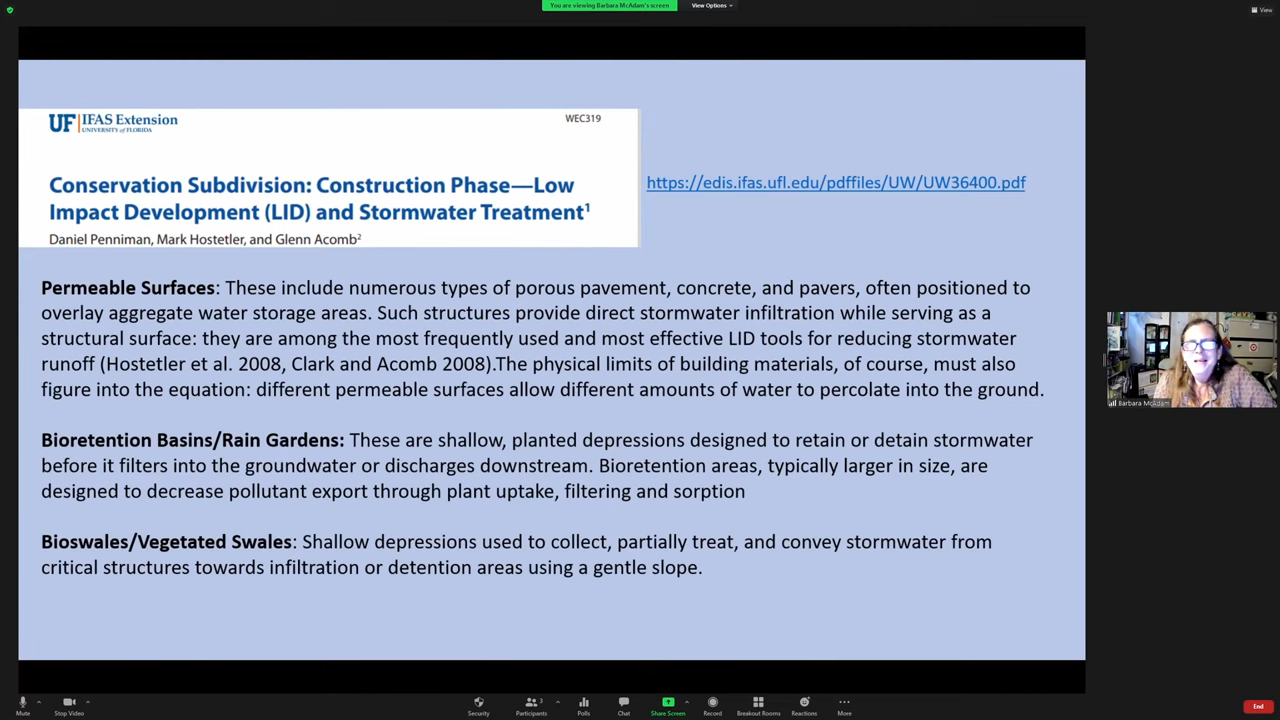 You are viewing Barbara McAdam's screen
View Options
View
UF IFAS Extension
UNIVERSITY of FLORIDA
WEC319
Conservation Subdivision: Construction Phase—Low
Impact Development (LID) and Stormwater Treatment¹
Daniel Penniman, Mark Hostetler, and Glenn Acomb²
https://edis.ifas.ufl.edu/pdffiles/UW/UW36400.pdf
Permeable Surfaces: These include numerous types of porous pavement, concrete, and pavers, often positioned to
overlay aggregate water storage areas. Such structures provide direct stormwater infiltration while serving as a
structural surface: they are among the most frequently used and most effective LID tools for reducing stormwater
runoff (Hostetler et al. 2008, Clark and Acomb 2008).The physical limits of building materials, of course, must also
figure into the equation: different permeable surfaces allow different amounts of water to percolate into the ground.
Bioretention Basins/Rain Gardens: These are shallow, planted depressions designed to retain or detain stormwater
before it filters into the groundwater or discharges downstream. Bioretention areas, typically larger in size, are
designed to decrease pollutant export through plant uptake, filtering and sorption
Bioswales/Vegetated Swales: Shallow depressions used to collect, partially treat, and convey stormwater from
critical structures towards infiltration or detention areas using a gentle slope.
Barbara McAdam
Mute
Stop Video
Security
Participants
3
Polls
Chat
Share Screen
Record
Breakout Rooms
Reactions
More
End